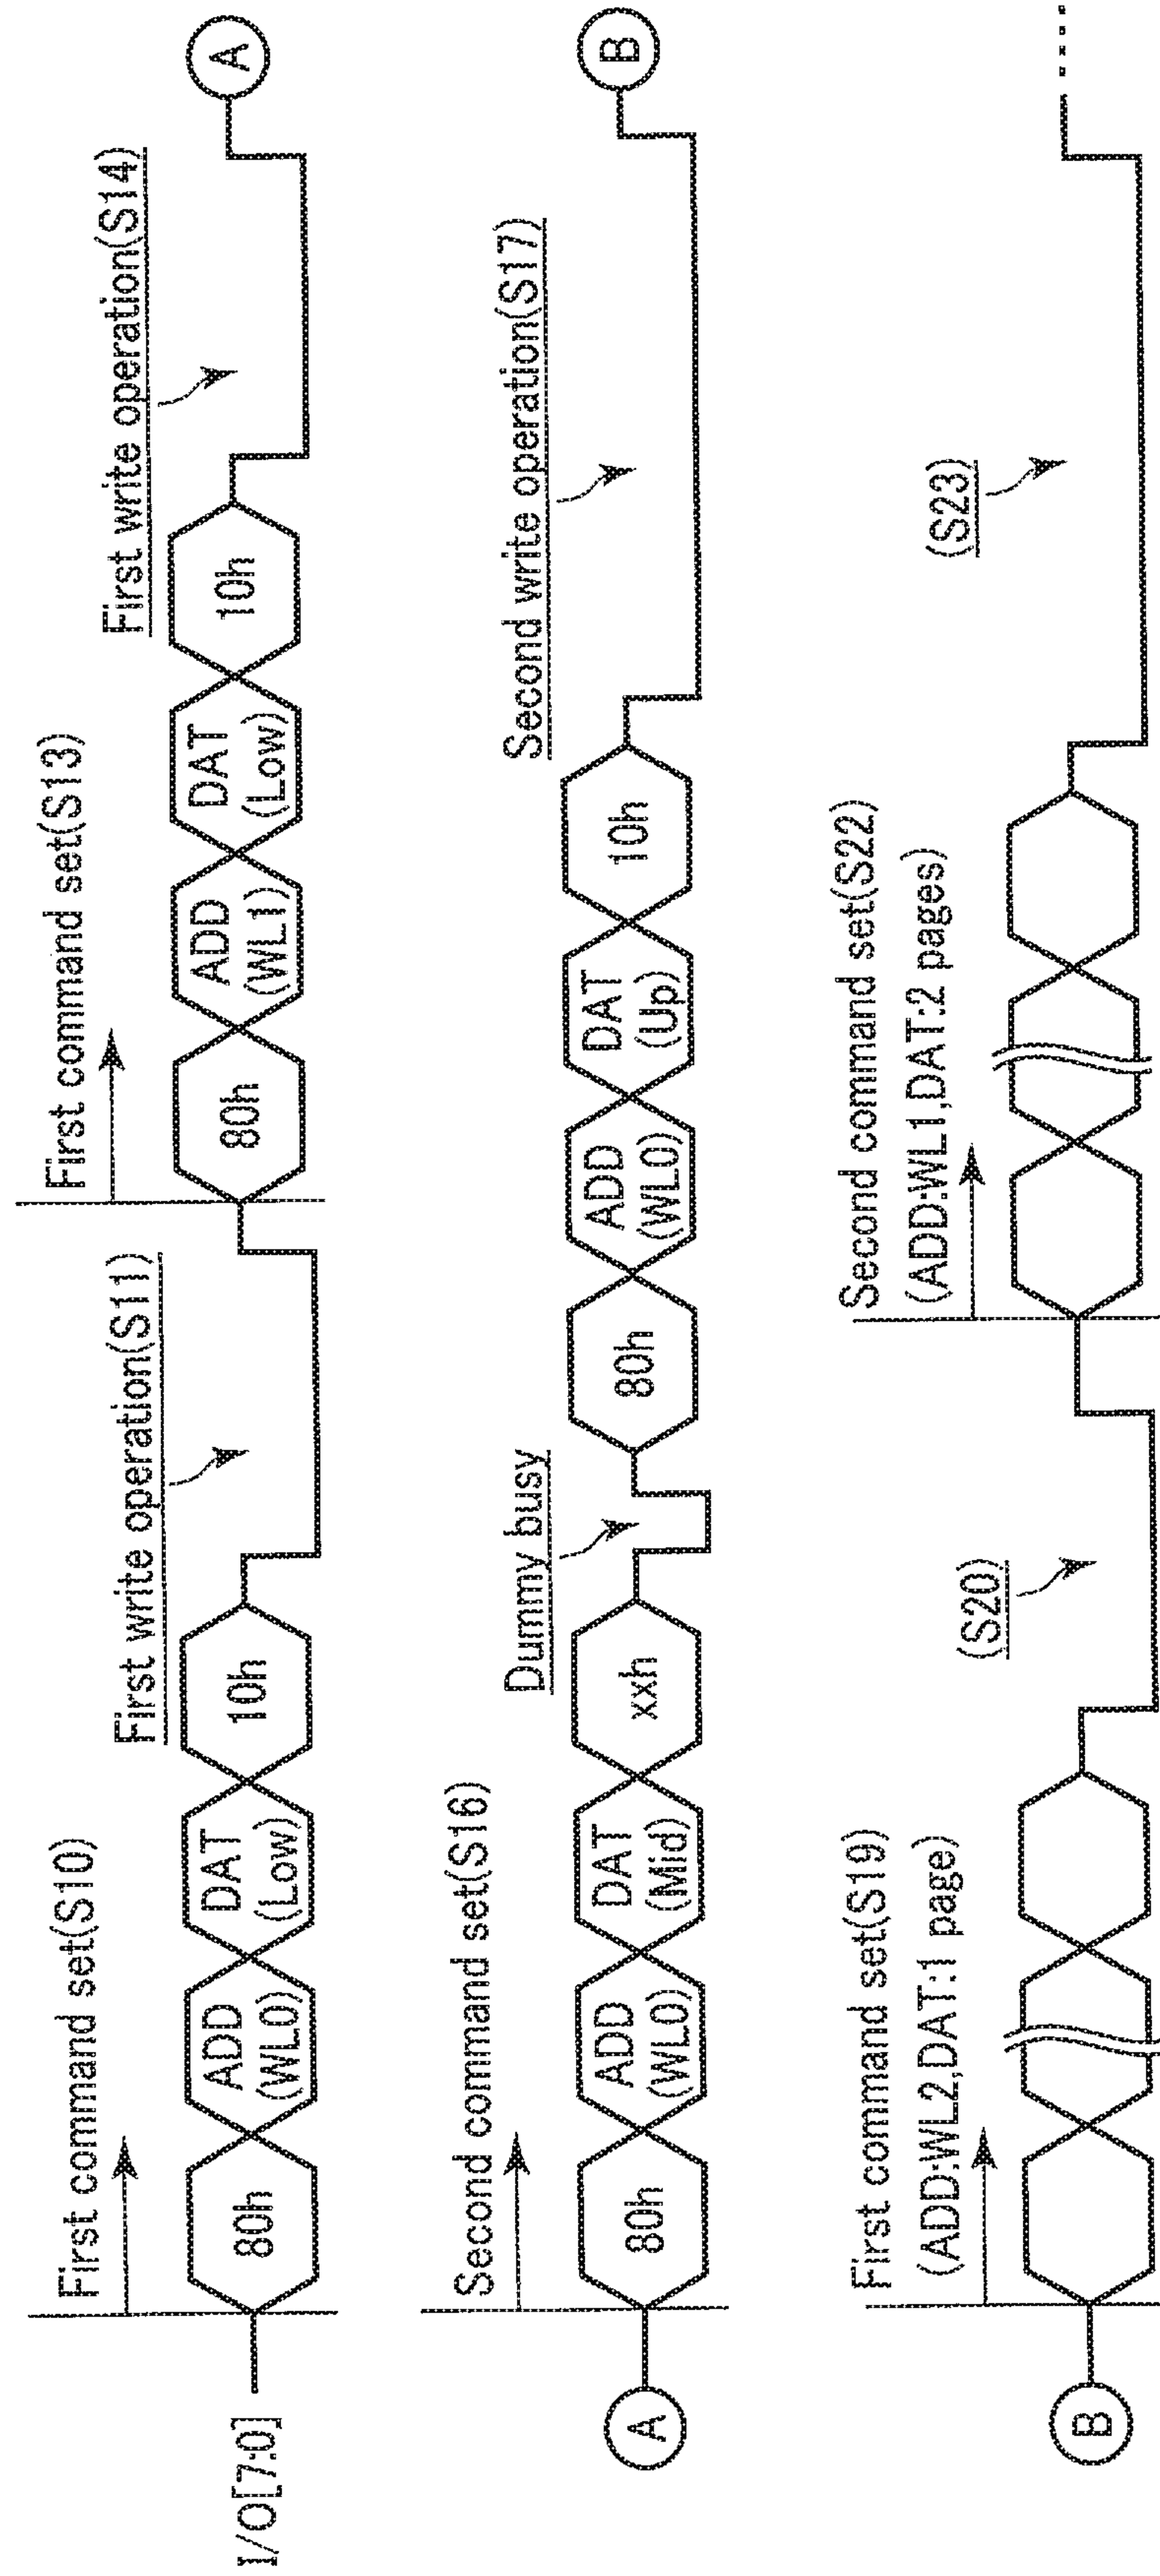 First command set(S10)
First write operation(S11)
First command set(S13)
First write operation(S14)
I/O[7:0]
80h
ADD
(WL0)
DAT
(Low)
10h
80h
ADD
(WL1)
DAT
(Low)
10h
A
Second command set(S16)
Dummy busy
Second write operation(S17)
A
80h
ADD
(WL0)
DAT
(Mid)
xxh
80h
ADD
(WL0)
DAT
(Up)
10h
B
First command set(S19)
(ADD:WL2,DAT:1 page)
(S20)
Second command set(S22)
(ADD:WL1,DAT:2 pages)
(S23)
B